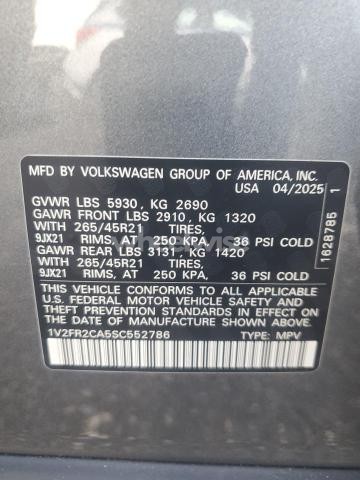 MFD BY VOLKSWAGEN GROUP OF AMERICA, INC.
USA 04/2025
GVWR LBS 5930, KG 2690
GAWR FRONT LBS 2910, KG 1320
WITH 265/45R21 TIRES,
9JX21 RIMS, AT 250 KPA, 36 PSI COLD
GAWR REAR LBS 3131, KG 1420
WITH 265/45R21 TIRES,
9JX21 RIMS, AT 250 KPA, 36 PSI COLD
THIS VEHICLE CONFORMS TO ALL APPLICABLE
U.S. FEDERAL MOTOR VEHICLE SAFETY, BUMPER, AND
THEFT PREVENTION STANDARDS IN EFFECT ON THE
DATE OF MANUFACTURE SHOWN ABOVE.
1V2FR2CA5SC552786 TYPE: MPV
1628785 1